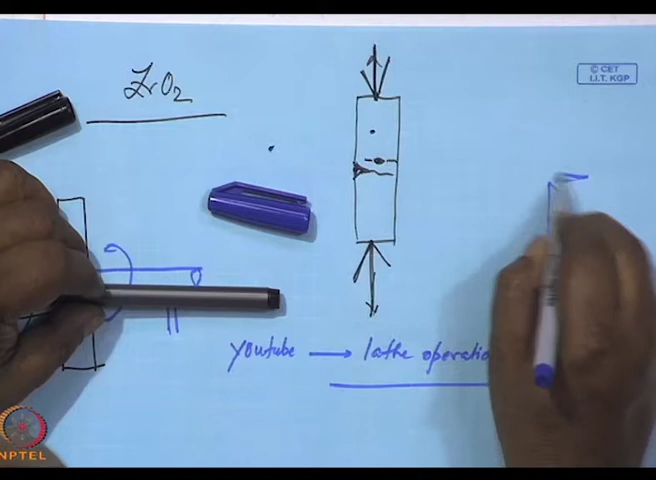 ZrO2
© CET
I.I.T. KGP
Youtube → lathe operatio
NPTEL